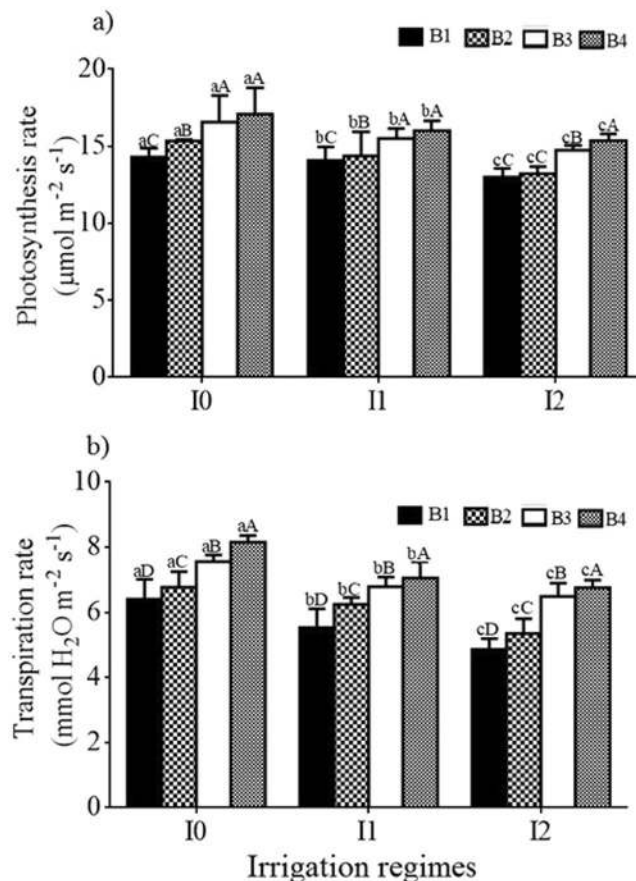 a)
B1 B2 B3 B4
Photosynthesis rate
(µmol m⁻² s⁻¹)
20
15
10
5
0
aC aB aA aA
bC bB bA bA
cC cC cB cA
I0 I1 I2
b)
B1 B2 B3 B4
Transpiration rate
(mmol H₂O m⁻² s⁻¹)
10
8
6
4
2
0
aD aC aB aA
bD bC bB bA
cD cC cB cA
I0 I1 I2
Irrigation regimes